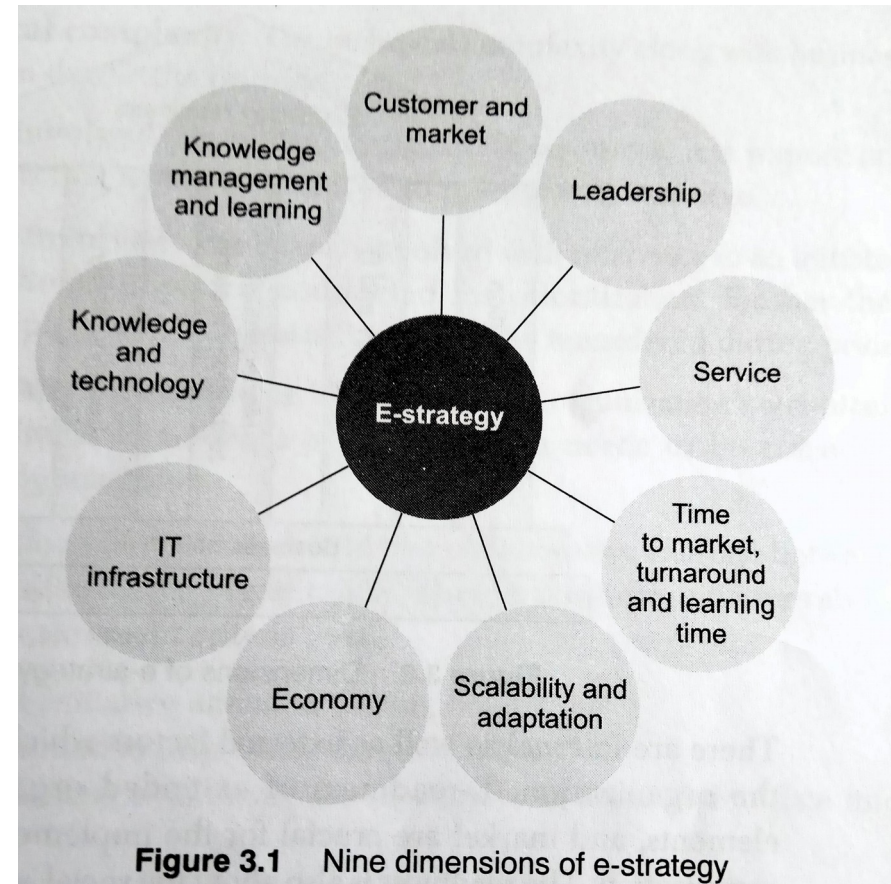 Customer and
market
Leadership
Service
Time
to market,
turnaround
and learning
time
Scalability and
adaptation
Economy
IT
infrastructure
Knowledge
and
technology
Knowledge
management
and learning
E-strategy
Figure 3.1 Nine dimensions of e-strategy